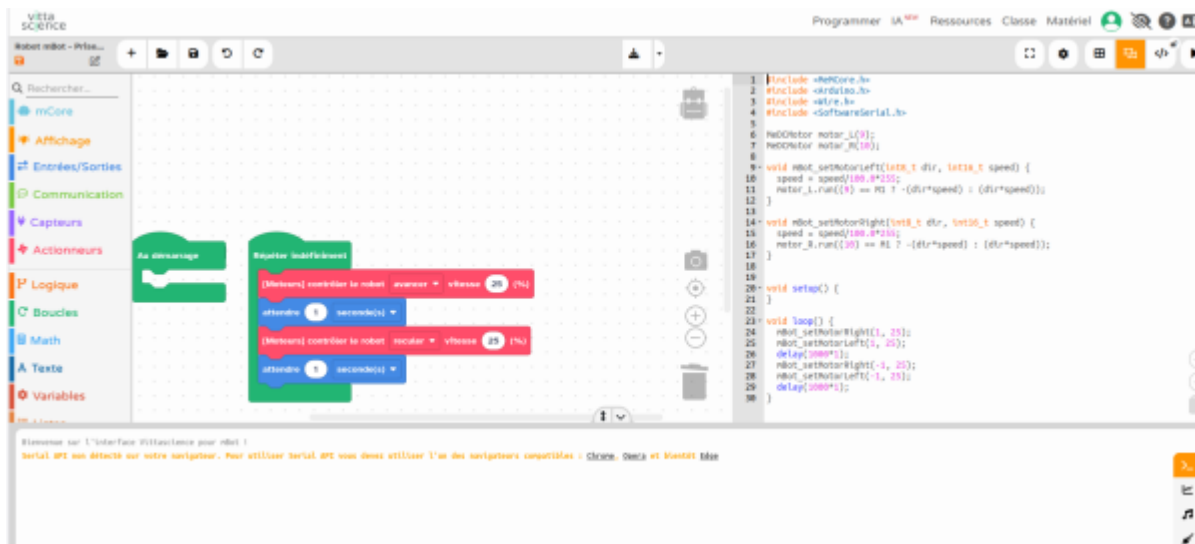 vitta
science
Programmer IA NEW Ressources Classe Matériel
Robot mBot - Prise...
Rechercher...
mCore
Affichage
Entrées/Sorties
Communication
Capteurs
Actionneurs
Logique
Boucles
Math
Texte
Variables
Au démarrage
Répéter indéfiniment
[Moteurs] contrôler le robot avancer vitesse 25 (%)
attendre 1 seconde(s)
[Moteurs] contrôler le robot reculer vitesse 25 (%)
attendre 1 seconde(s)
1 #include <MeMCore.h>
2 #include <Arduino.h>
3 #include <Wire.h>
4 #include <SoftwareSerial.h>
5
6 MeDCMotor motor_L(9);
7 MeDCMotor motor_R(10);
8
9 void mBot_setMotorLeft(int8_t dir, int16_t speed) {
10 speed = speed/100.0*255;
11 motor_L.run((9) == M1 ? -(dir*speed) : (dir*speed));
12 }
13
14 void mBot_setMotorRight(int8_t dir, int16_t speed) {
15 speed = speed/100.0*255;
16 motor_R.run((10) == M1 ? -(dir*speed) : (dir*speed));
17 }
18
19
20 void setup() {
21 }
22
23 void loop() {
24 mBot_setMotorRight(1, 25);
25 mBot_setMotorLeft(1, 25);
26 delay(1000*1);
27 mBot_setMotorRight(-1, 25);
28 mBot_setMotorLeft(-1, 25);
29 delay(1000*1);
30 }
Bienvenue sur l'interface Vittascience pour mBot !
Serial API non détecté sur votre navigateur. Pour utiliser Serial API vous devez utiliser l'un des navigateurs compatibles : Chrome, Opera et bientôt Edge